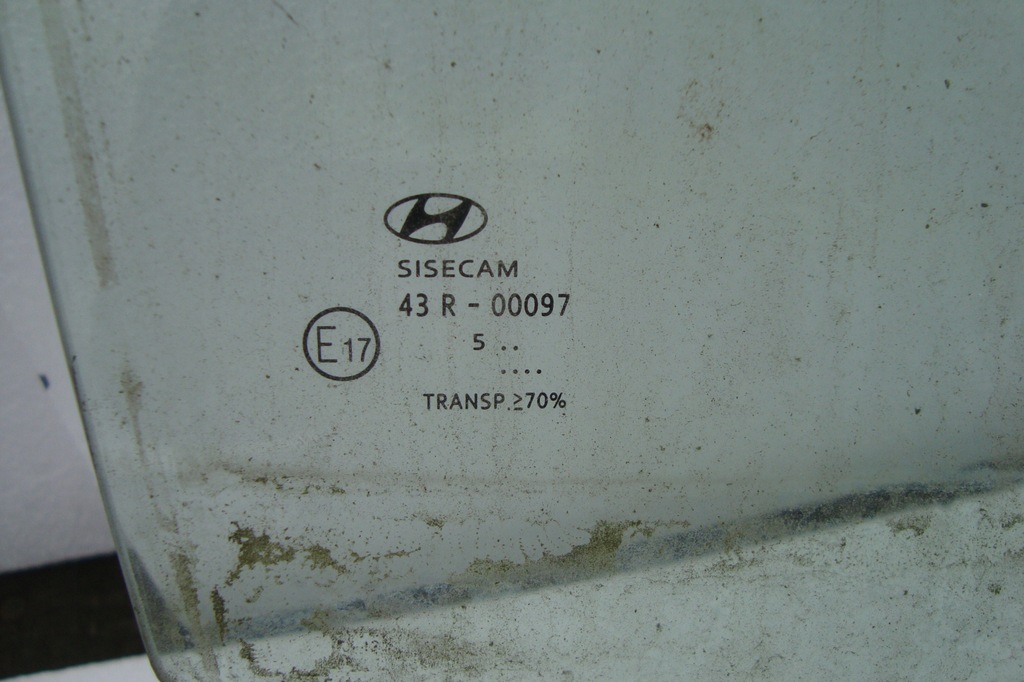 SISECAM
43 R - 00097
E17
5 ..
....
TRANSP.≥70%